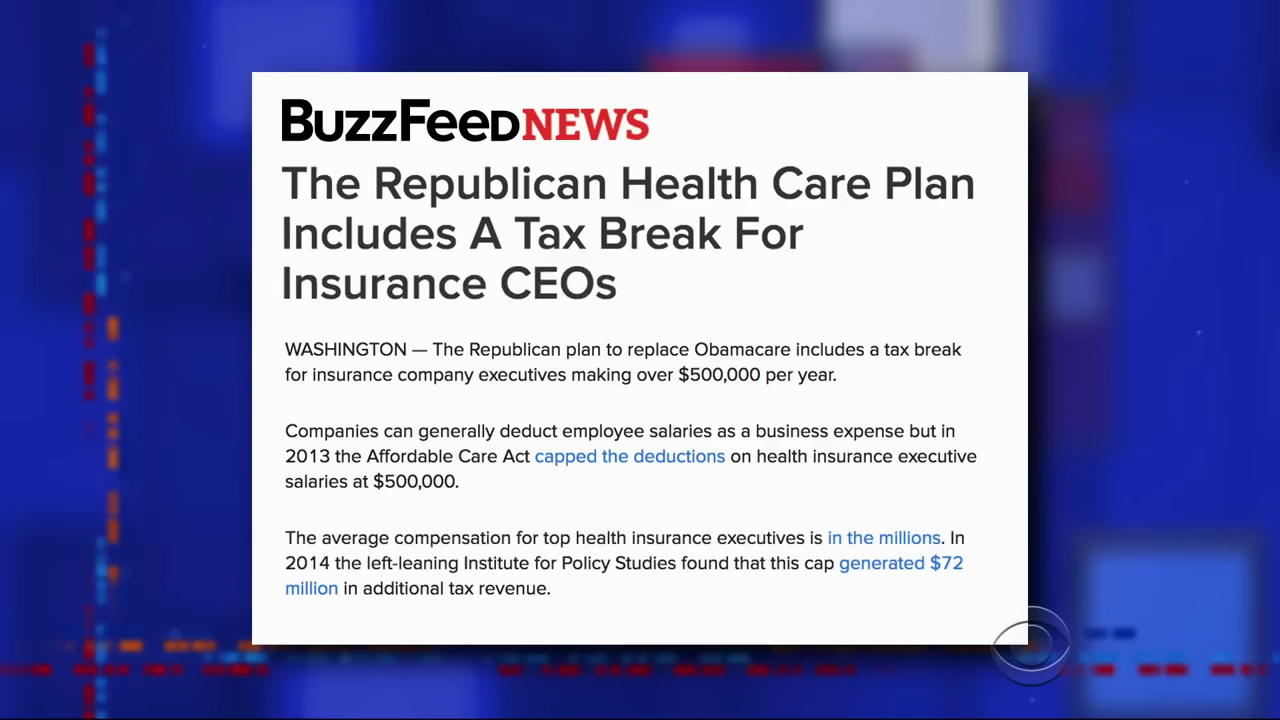 BuzzFeedNEWS
The Republican Health Care Plan
Includes A Tax Break For
Insurance CEOs
WASHINGTON — The Republican plan to replace Obamacare includes a tax break
for insurance company executives making over $500,000 per year.
Companies can generally deduct employee salaries as a business expense but in
2013 the Affordable Care Act capped the deductions on health insurance executive
salaries at $500,000.
The average compensation for top health insurance executives is in the millions. In
2014 the left-leaning Institute for Policy Studies found that this cap generated $72
million in additional tax revenue.